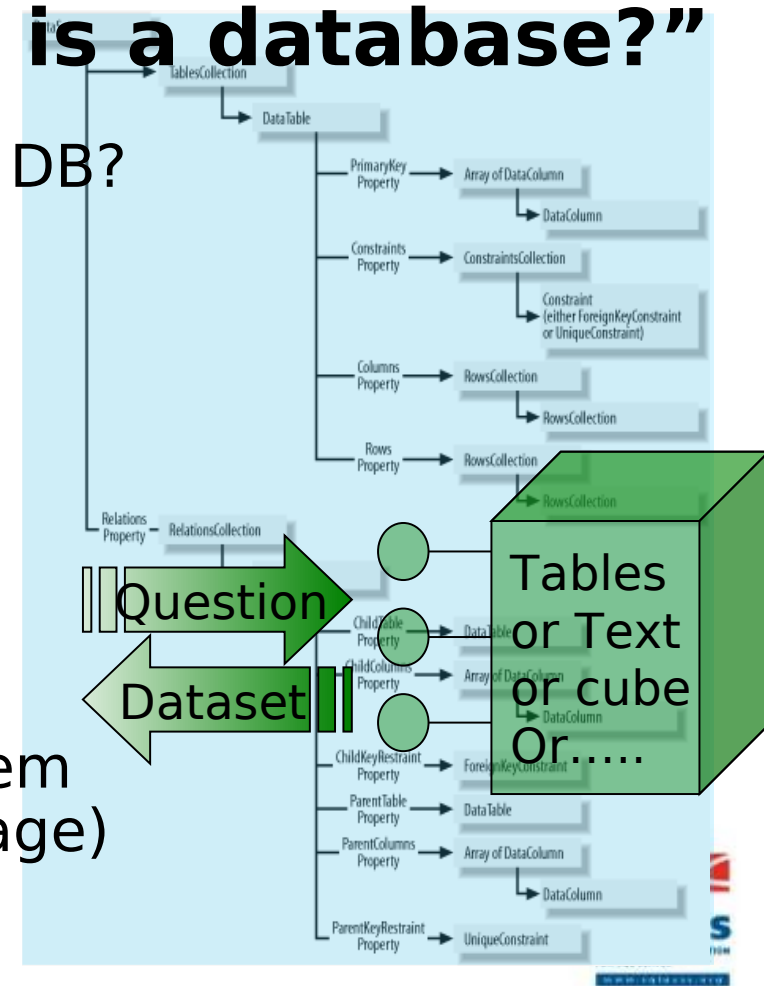 is a database?”
DataS
TablesCollection
DataTable
DB?
PrimaryKey
Property
Array of DataColumn
DataColumn
Constraints
Property
ConstraintsCollection
Constraint
(either ForeignKeyConstraint
or UniqueConstraint)
Columns
Property
RowsCollection
RowsCollection
Rows
Property
RowsCollection
RowsCollection
Relations
Property
RelationsCollection
Question
Tables
or Text
or cube
Or.....
ChildTable
Property
DataTable
ChildColumns
Property
Array of DataColumn
DataColumn
Dataset
em
age)
ChildKeyRestraint
Property
ForeignKeyConstraint
ParentTable
Property
DataTable
ParentColumns
Property
Array of DataColumn
DataColumn
ParentKeyRestraint
Property
UniqueConstraint
s